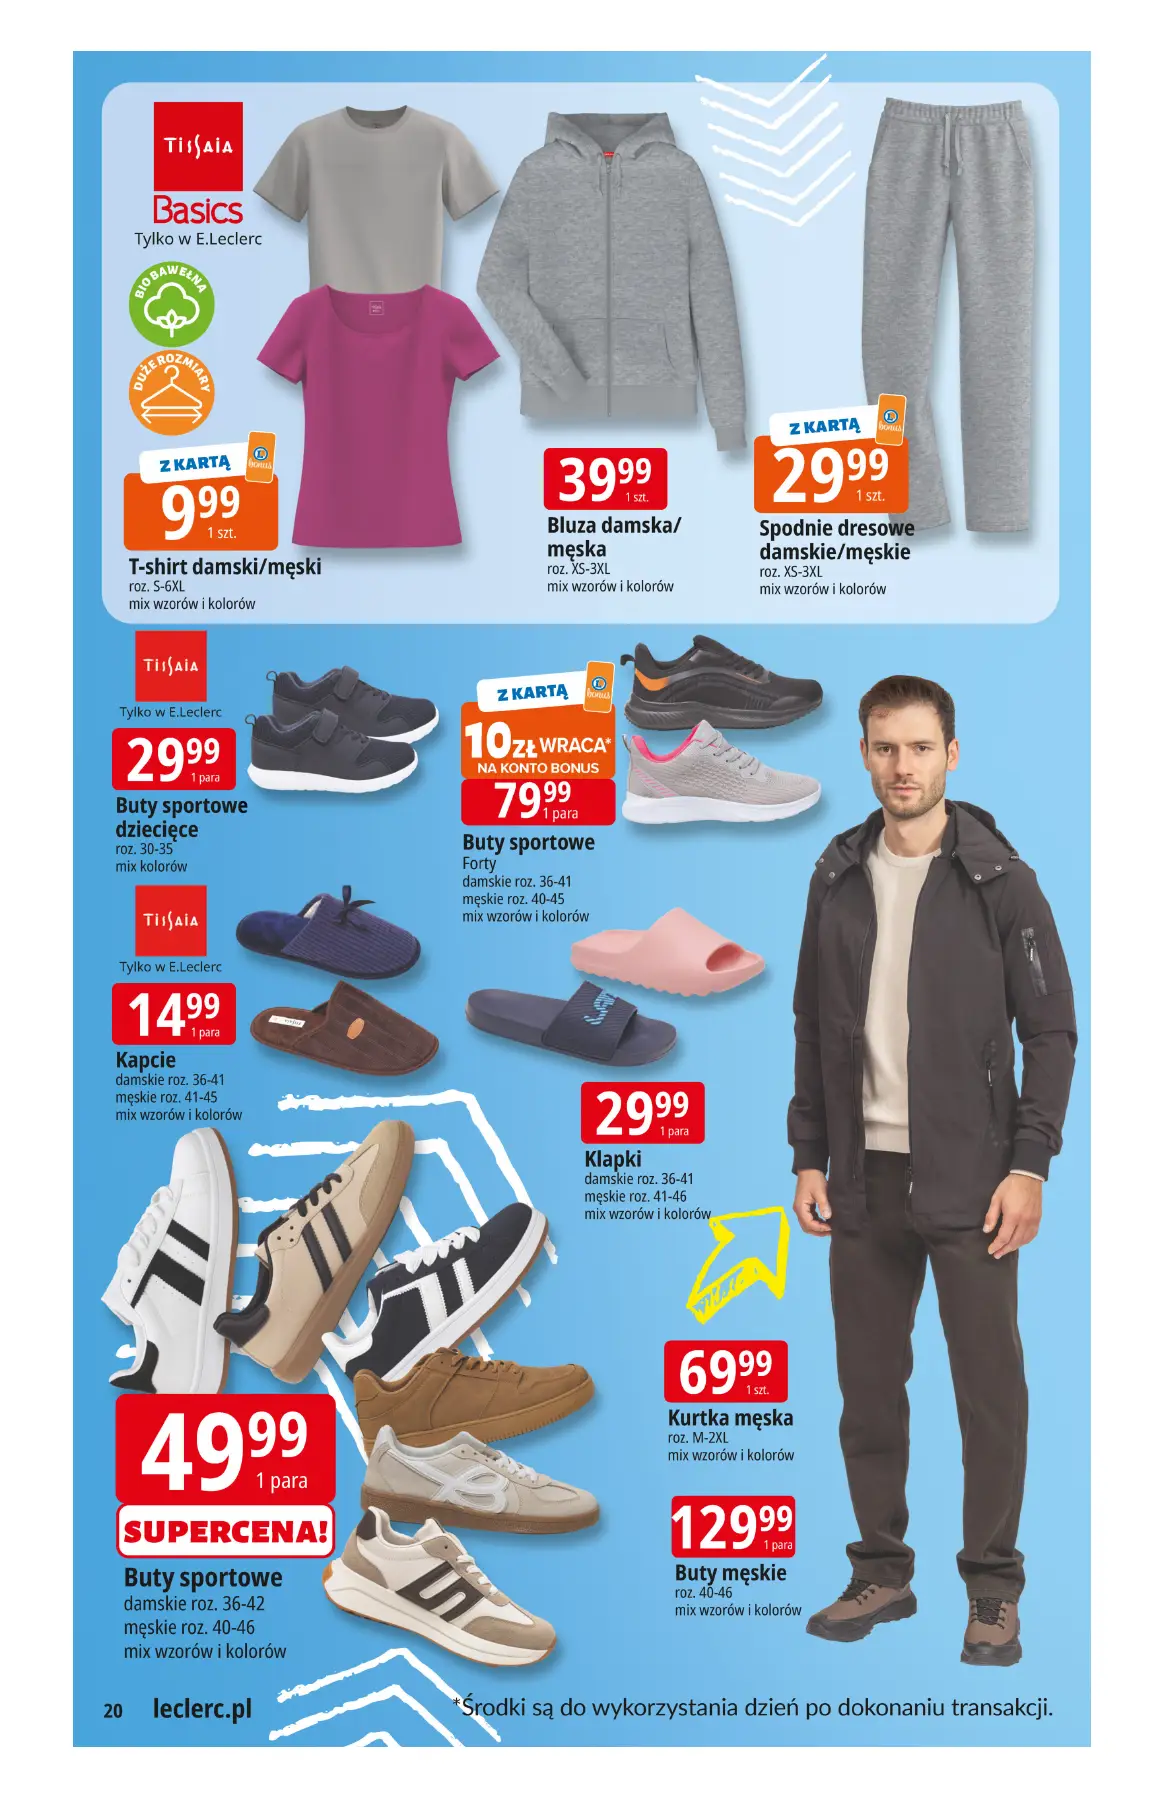 TISSAIA
Basics
Tylko w E.Leclerc
BIOBAWEŁNA
DUŻE ROZMIARY
Z KARTĄ
bonus
9 99
1 szt.
T-shirt damski/męski
roz. S-6XL
mix wzorów i kolorów
39 99
1 szt.
Bluza damska/
męska
roz. XS-3XL
mix wzorów i kolorów
Z KARTĄ
bonus
29 99
1 szt.
Spodnie dresowe
damskie/męskie
roz. XS-3XL
mix wzorów i kolorów
TISSAIA
Tylko w E.Leclerc
29 99
1 para
Buty sportowe
dziecięce
roz. 30-35
mix kolorów
Z KARTĄ
bonus
10 ZŁ WRACA*
NA KONTO BONUS
79 99
1 para
Buty sportowe
Forty
damskie roz. 36-41
męskie roz. 40-45
mix wzorów i kolorów
TISSAIA
Tylko w E.Leclerc
14 99
1 para
Kapcie
damskie roz. 36-41
męskie roz. 41-45
mix wzorów i kolorów
29 99
1 para
Klapki
damskie roz. 36-41
męskie roz. 41-46
mix wzorów i kolorów
49 99
1 para
SUPERCENA!
Buty sportowe
damskie roz. 36-42
męskie roz. 40-46
mix wzorów i kolorów
69 99
1 szt.
Kurtka męska
roz. M-2XL
mix wzorów i kolorów
129 99
1 para
Buty męskie
roz. 40-46
mix wzorów i kolorów
20 leclerc.pl
*Środki są do wykorzystania dzień po dokonaniu transakcji.